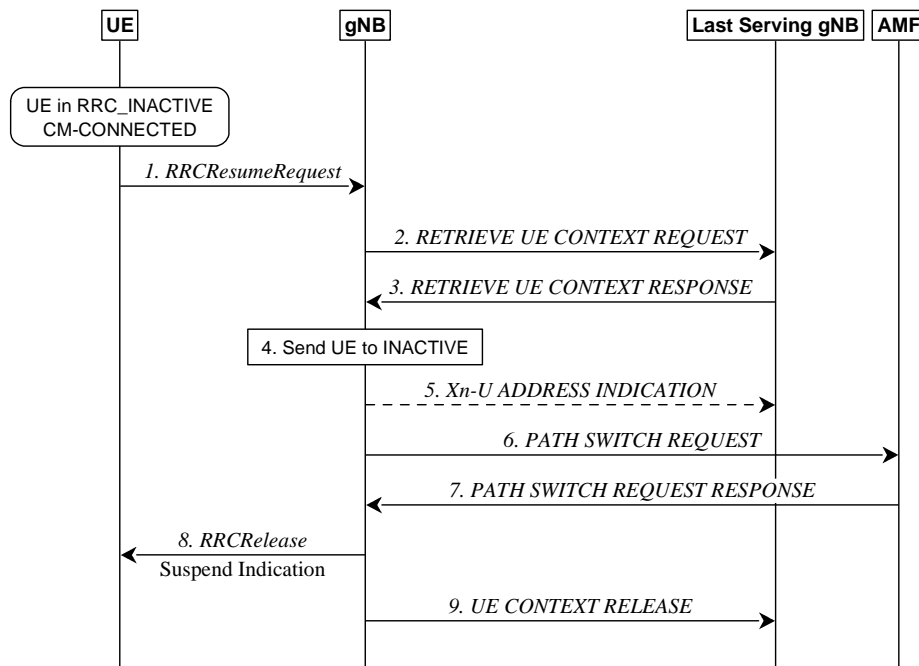 UE
gNB
Last Serving gNB
AMF
UE in RRC_INACTIVE
CM-CONNECTED
1. RRCResumeRequest
2. RETRIEVE UE CONTEXT REQUEST
3. RETRIEVE UE CONTEXT RESPONSE
4. Send UE to INACTIVE
5. Xn-U ADDRESS INDICATION
6. PATH SWITCH REQUEST
7. PATH SWITCH REQUEST RESPONSE
8. RRCRelease
Suspend Indication
9. UE CONTEXT RELEASE